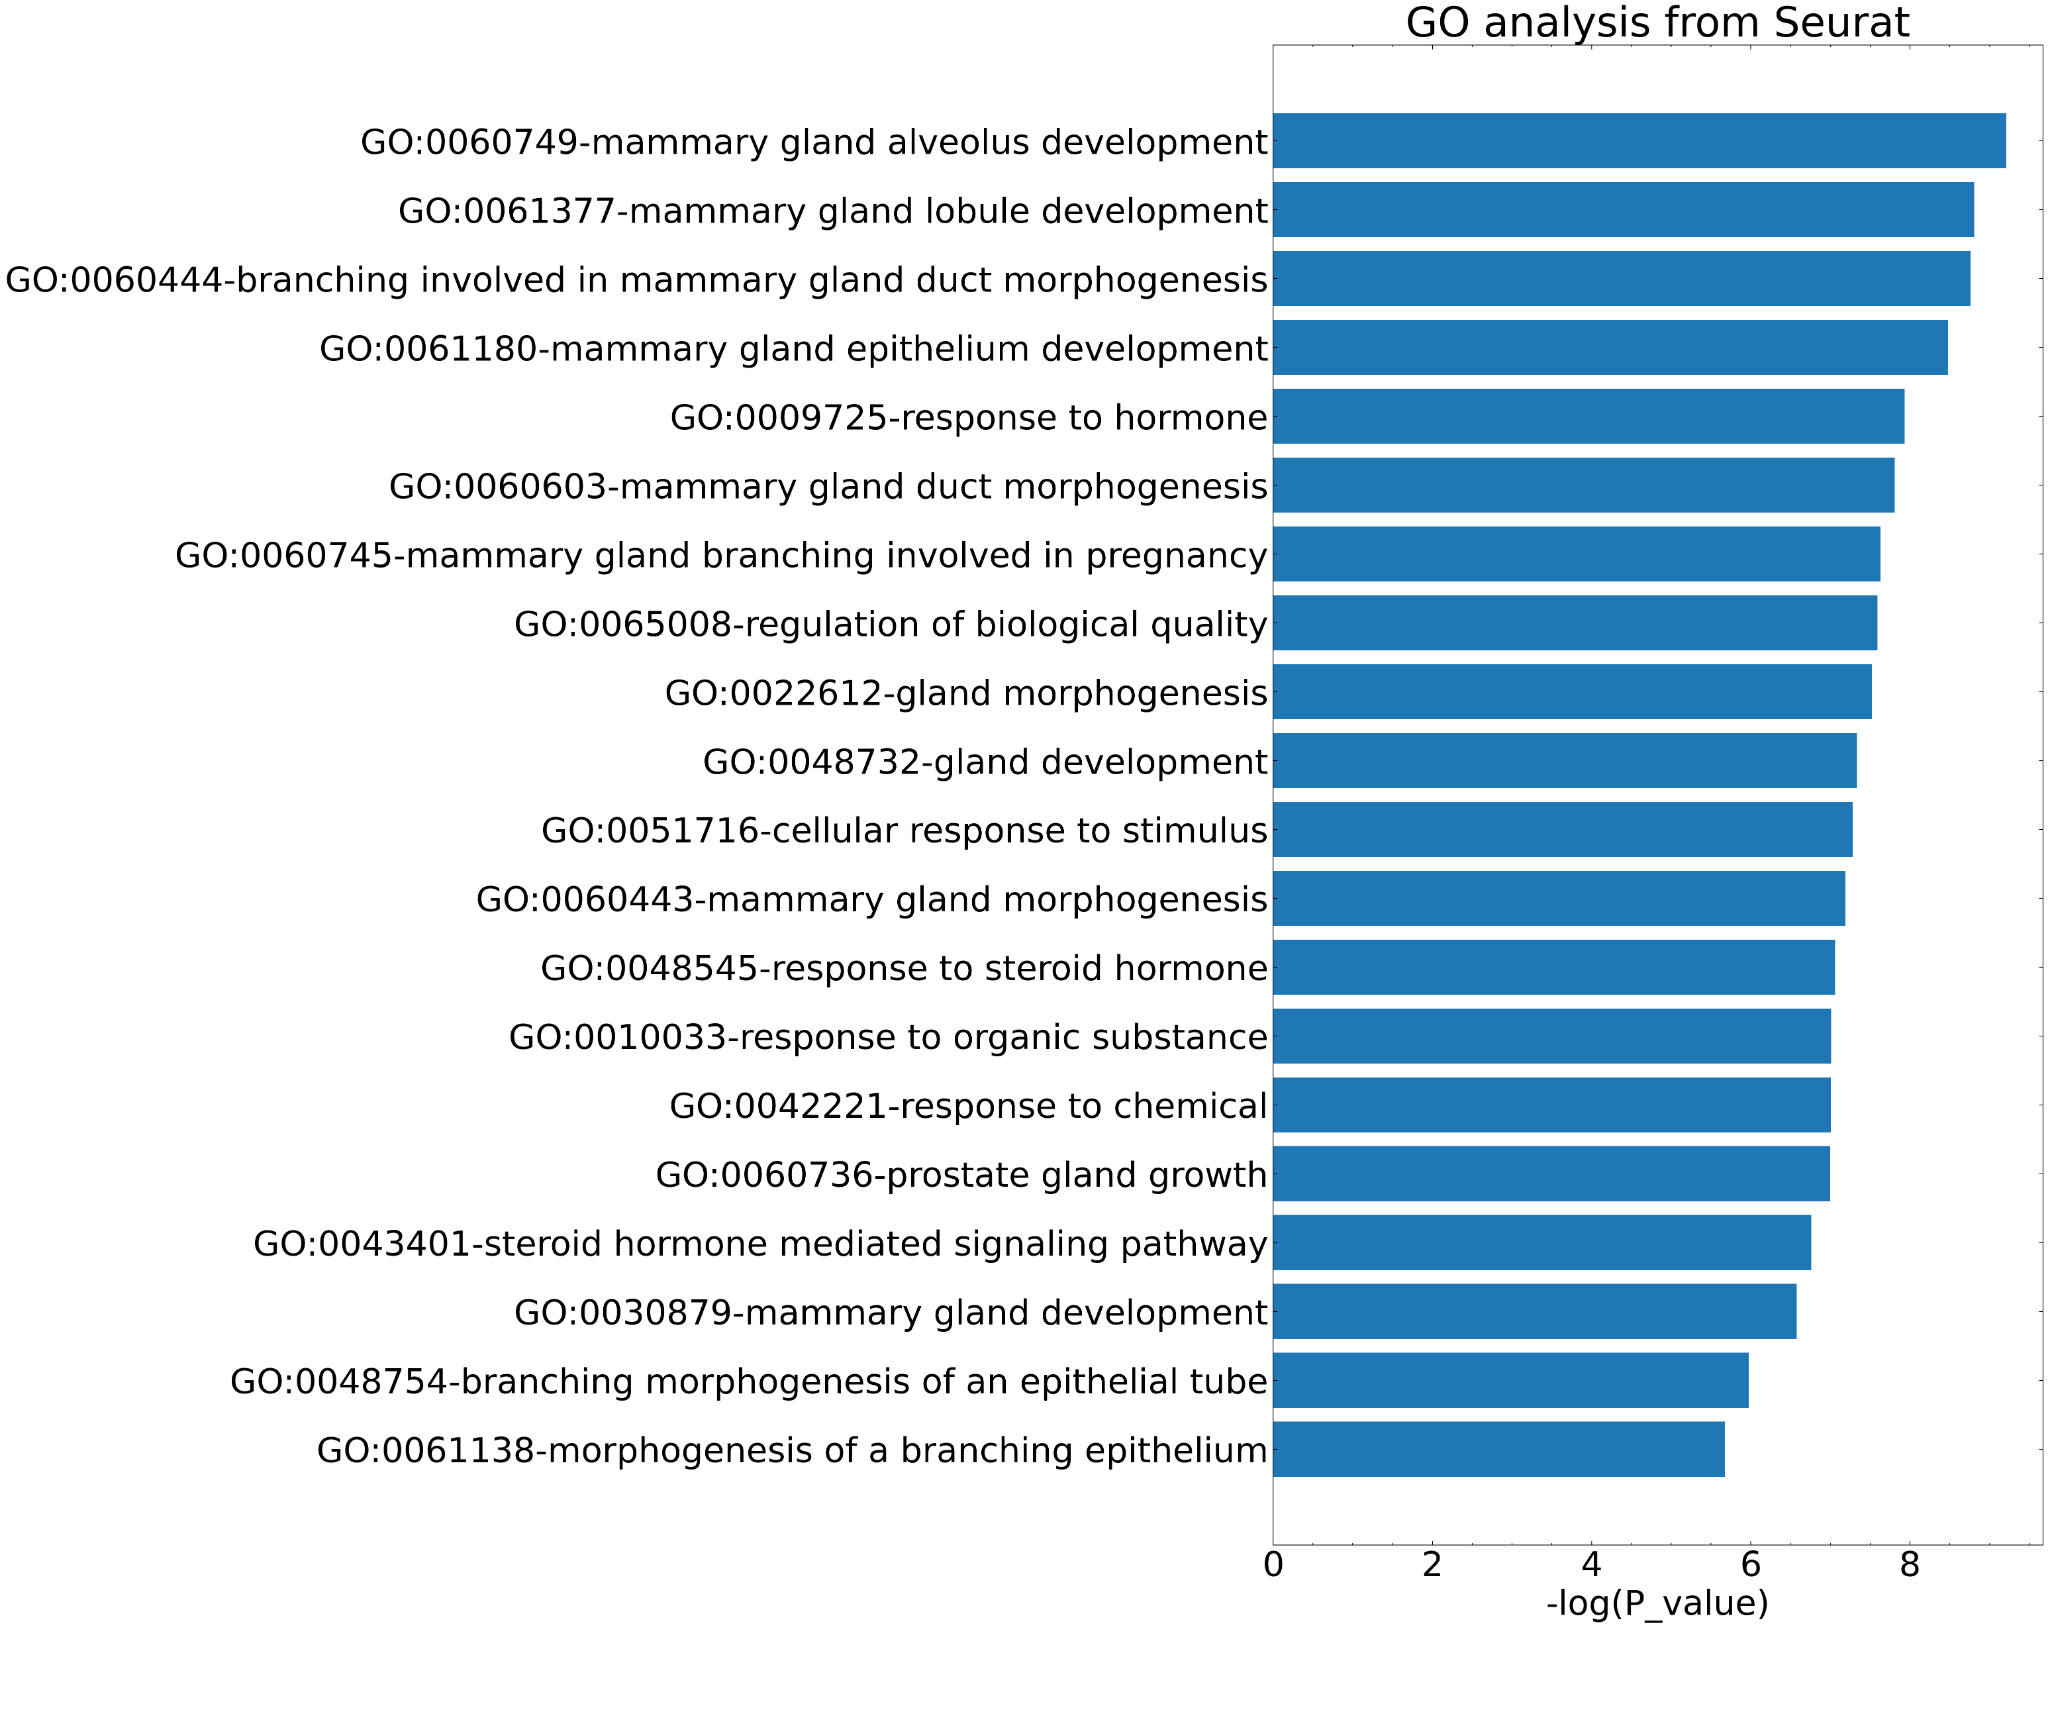 GO analysis from Seurat
GO:0060749-mammary gland alveolus development
GO:0061377-mammary gland lobule development
GO:0060444-branching involved in mammary gland duct morphogenesis
GO:0061180-mammary gland epithelium development
GO:0009725-response to hormone
GO:0060603-mammary gland duct morphogenesis
GO:0060745-mammary gland branching involved in pregnancy
GO:0065008-regulation of biological quality
GO:0022612-gland morphogenesis
GO:0048732-gland development
GO:0051716-cellular response to stimulus
GO:0060443-mammary gland morphogenesis
GO:0048545-response to steroid hormone
GO:0010033-response to organic substance
GO:0042221-response to chemical
GO:0060736-prostate gland growth
GO:0043401-steroid hormone mediated signaling pathway
GO:0030879-mammary gland development
GO:0048754-branching morphogenesis of an epithelial tube
GO:0061138-morphogenesis of a branching epithelium
0 2 4 6 8
-log(P_value)